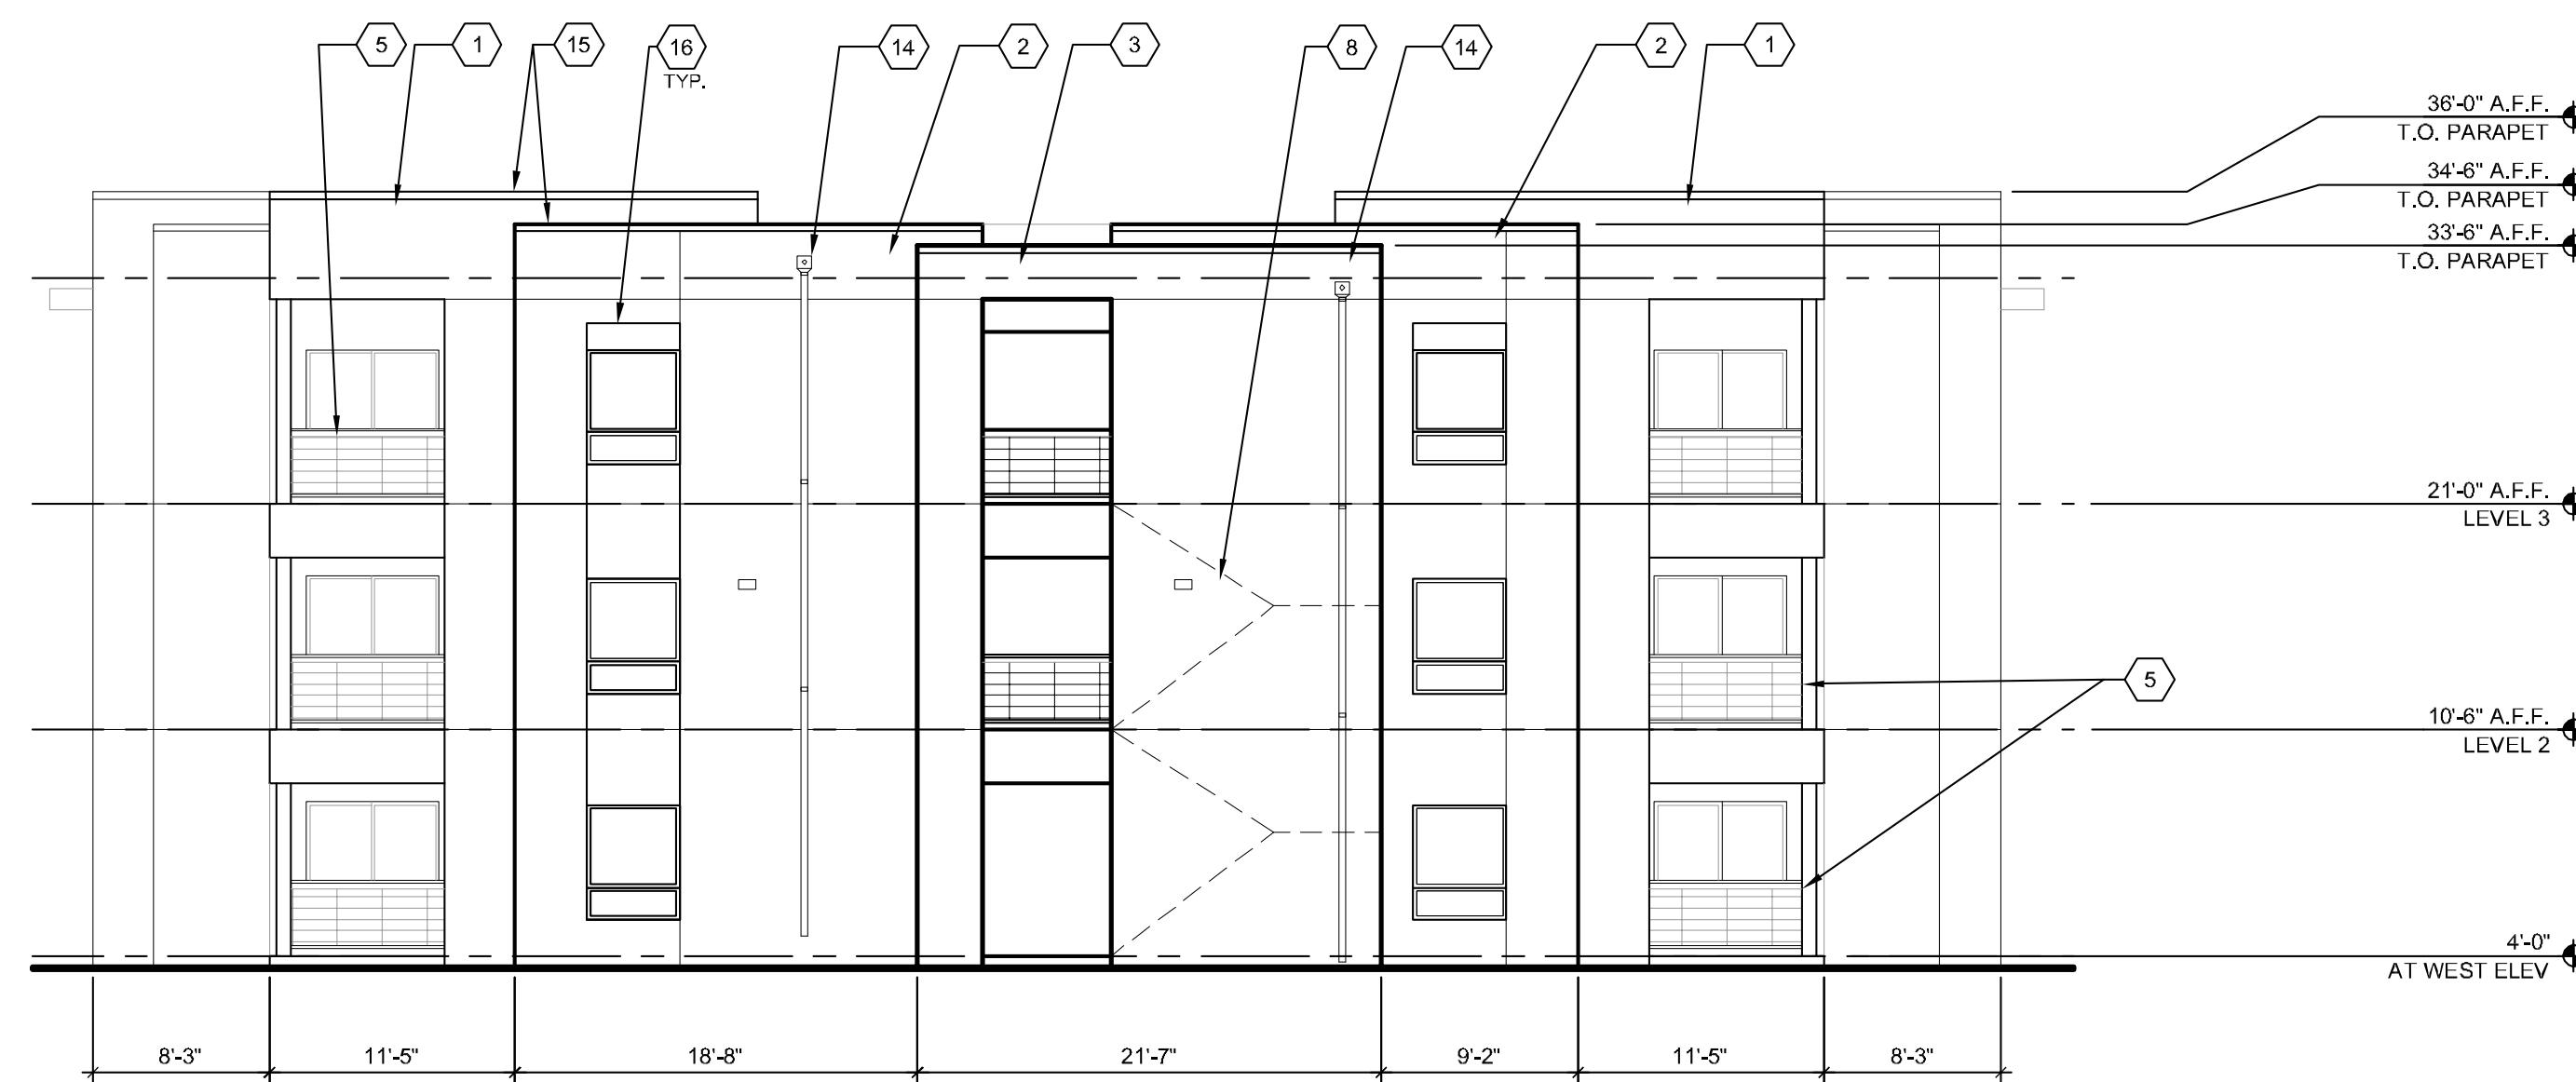 5
1
15
16
TYP.
14
2
3
8
14
2
1
36'-0" A.F.F.
T.O. PARAPET
34'-6" A.F.F.
T.O. PARAPET
33'-6" A.F.F.
T.O. PARAPET
21'-0" A.F.F.
LEVEL 3
5
10'-6" A.F.F.
LEVEL 2
4'-0"
AT WEST ELEV
8'-3"
11'-5"
18'-8"
21'-7"
9'-2"
11'-5"
8'-3"